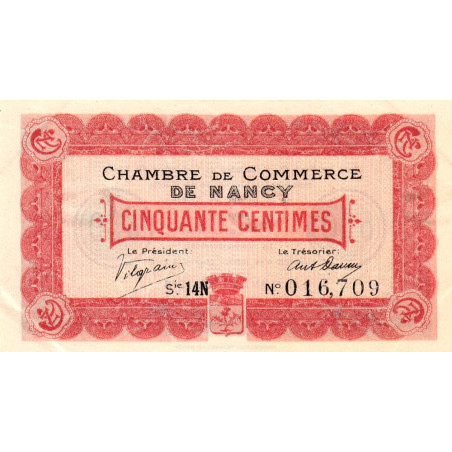 CHAMBRE DE COMMERCE
DE NANCY
CINQUANTE CENTIMES
Le Président: Le Trésorier:
Sie 14N No 016,709